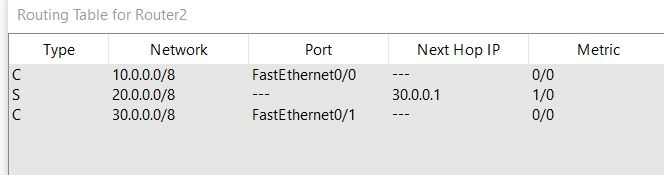 Routing Table for Router2
Type Network Port Next Hop IP Metric
C 10.0.0.0/8 FastEthernet0/0 --- 0/0
S 20.0.0.0/8 --- 30.0.0.1 1/0
C 30.0.0.0/8 FastEthernet0/1 --- 0/0